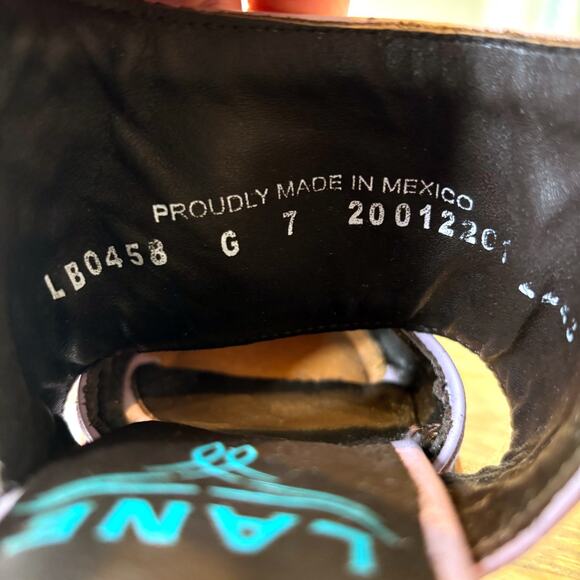 PROUDLY MADE IN MEXICO
LB0458 G 7 20012201
LANE